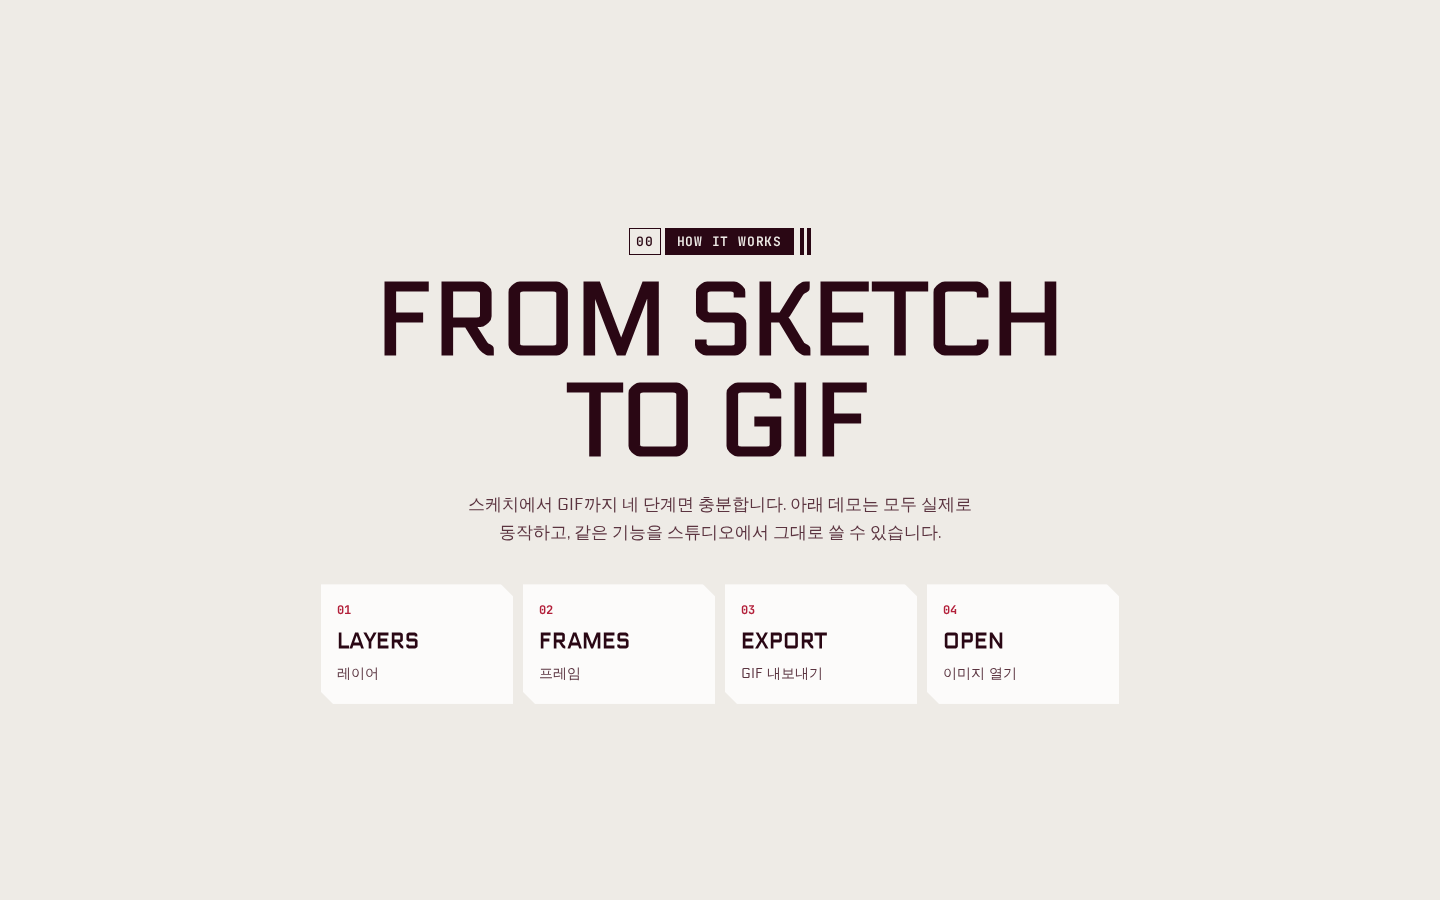 00 HOW IT WORKS
FROM SKETCH
TO GIF
스케치에서 GIF까지 네 단계면 충분합니다. 아래 데모는 모두 실제로
동작하고, 같은 기능을 스튜디오에서 그대로 쓸 수 있습니다.
01
LAYERS
레이어
02
FRAMES
프레임
03
EXPORT
GIF 내보내기
04
OPEN
이미지 열기